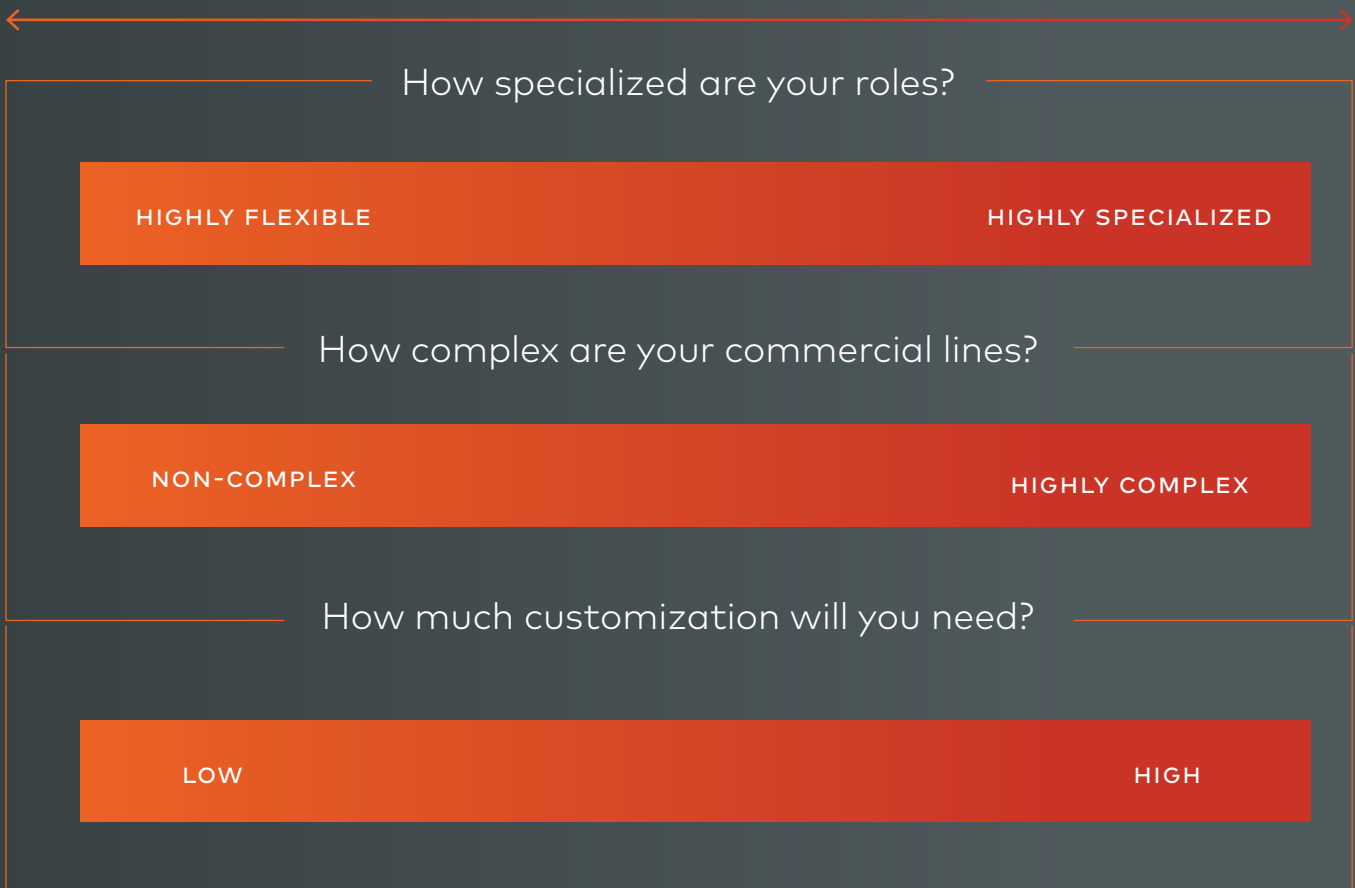 How specialized are your roles?
HIGHLY FLEXIBLE
HIGHLY SPECIALIZED
How complex are your commercial lines?
NON-COMPLEX
HIGHLY COMPLEX
How much customization will you need?
LOW
HIGH